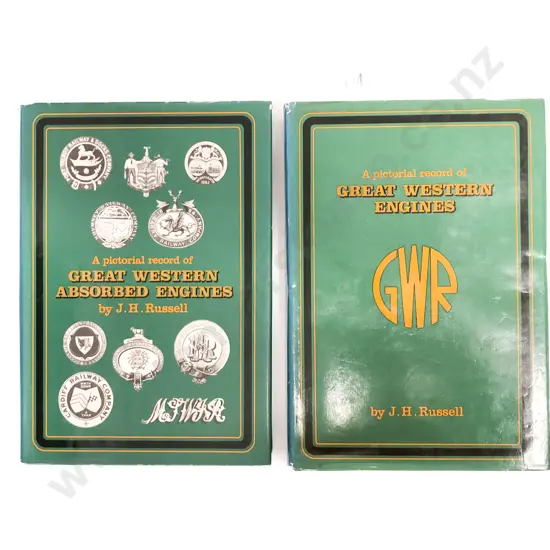 A pictorial record of
GREAT WESTERN
ABSORBED ENGINES
by J.H. Russell
CARDIFF RAILWAY COMPANY
A pictorial record of
GREAT WESTERN
ENGINES
GWR
by J.H. Russell